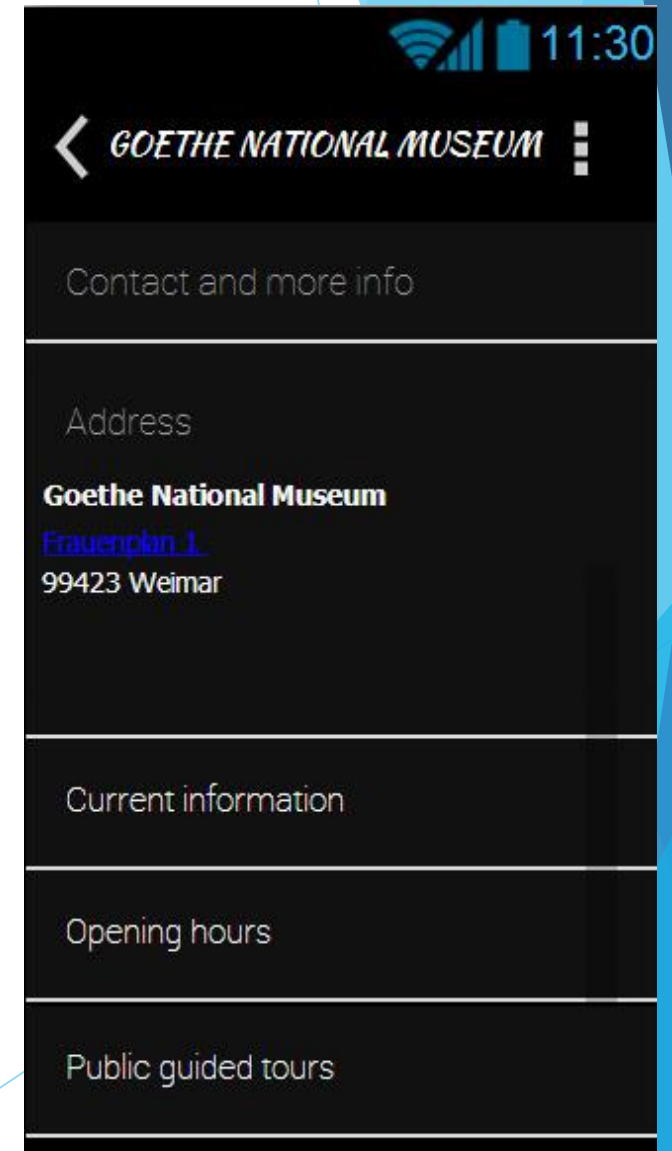 11:30
GOETHE NATIONAL MUSEUM
Contact and more info
Address
Goethe National Museum
Frauenplan 1
99423 Weimar
Current information
Opening hours
Public guided tours